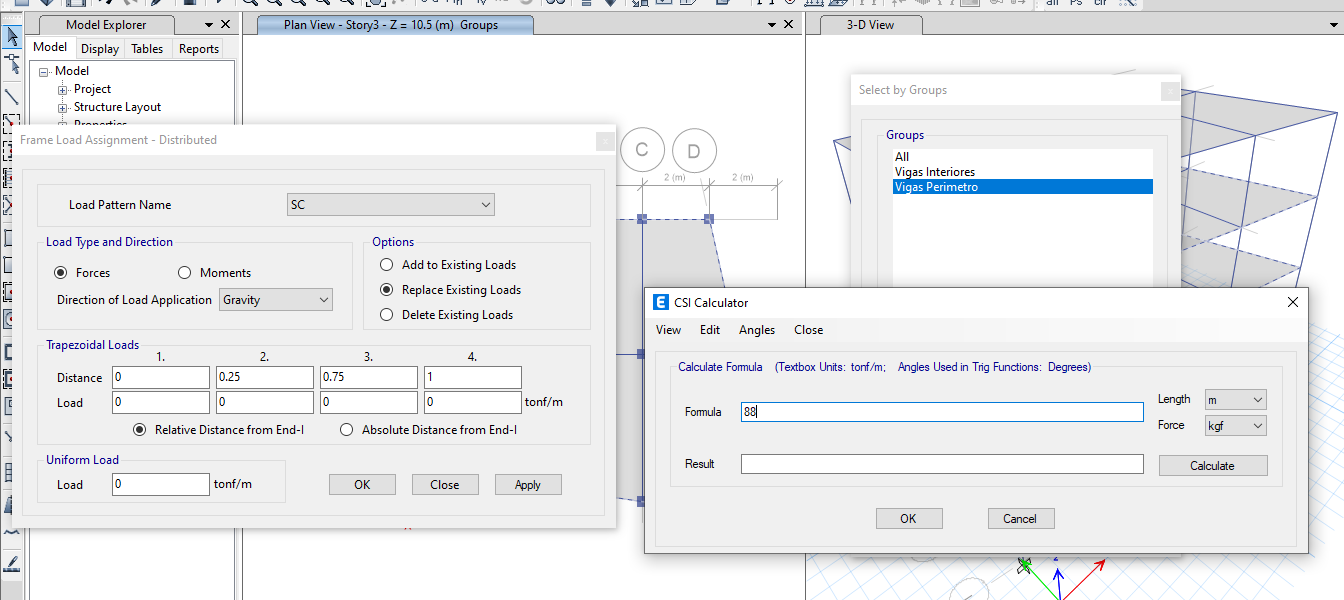 all Ps clr
Model Explorer
Plan View - Story3 - Z = 10.5 (m) Groups
3-D View
Model Display Tables Reports
Model
Project
Structure Layout
Properties
Frame Load Assignment - Distributed
Load Pattern Name SC
Load Type and Direction
Forces Moments
Direction of Load Application Gravity
Options
Add to Existing Loads
Replace Existing Loads
Delete Existing Loads
Trapezoidal Loads
1. 2. 3. 4.
Distance 0 0.25 0.75 1
Load 0 0 0 0 tonf/m
Relative Distance from End-I Absolute Distance from End-I
Uniform Load
Load 0 tonf/m
OK Close Apply
C D
2 (m) 2 (m)
Select by Groups
Groups
All
Vigas Interiores
Vigas Perimetro
CSI Calculator
View Edit Angles Close
Calculate Formula (Textbox Units: tonf/m; Angles Used in Trig Functions: Degrees)
Formula 88
Length m
Force kgf
Result
Calculate
OK Cancel